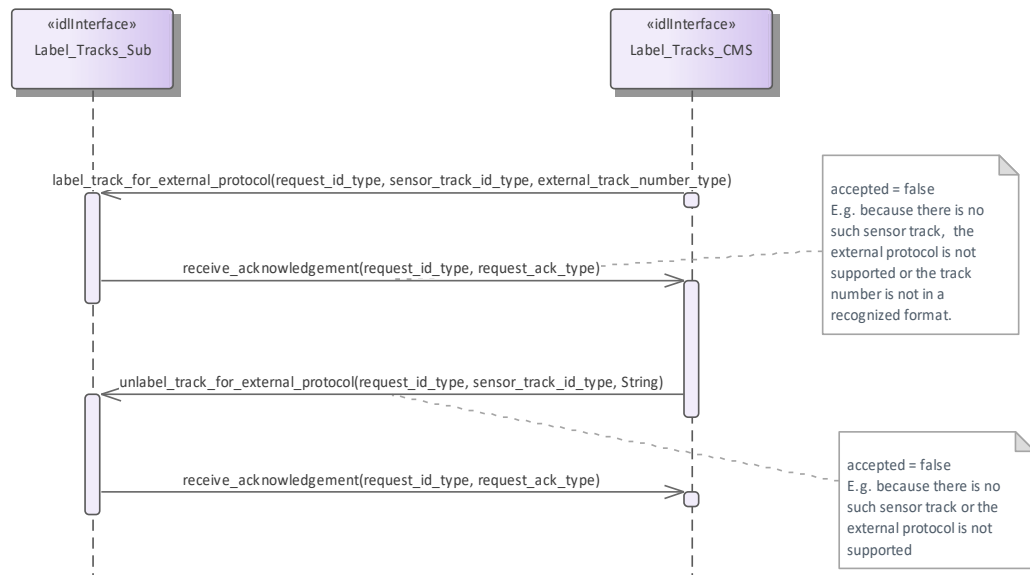 «idlInterface»
Label_Tracks_Sub
«idlInterface»
Label_Tracks_CMS
label_track_for_external_protocol(request_id_type, sensor_track_id_type, external_track_number_type)
accepted = false
E.g. because there is no
such sensor track, the
external protocol is not
supported or the track
number is not in a
recognized format.
receive_acknowledgement(request_id_type, request_ack_type)
unlabel_track_for_external_protocol(request_id_type, sensor_track_id_type, String)
accepted = false
E.g. because there is no
such sensor track or the
external protocol is not
supported
receive_acknowledgement(request_id_type, request_ack_type)